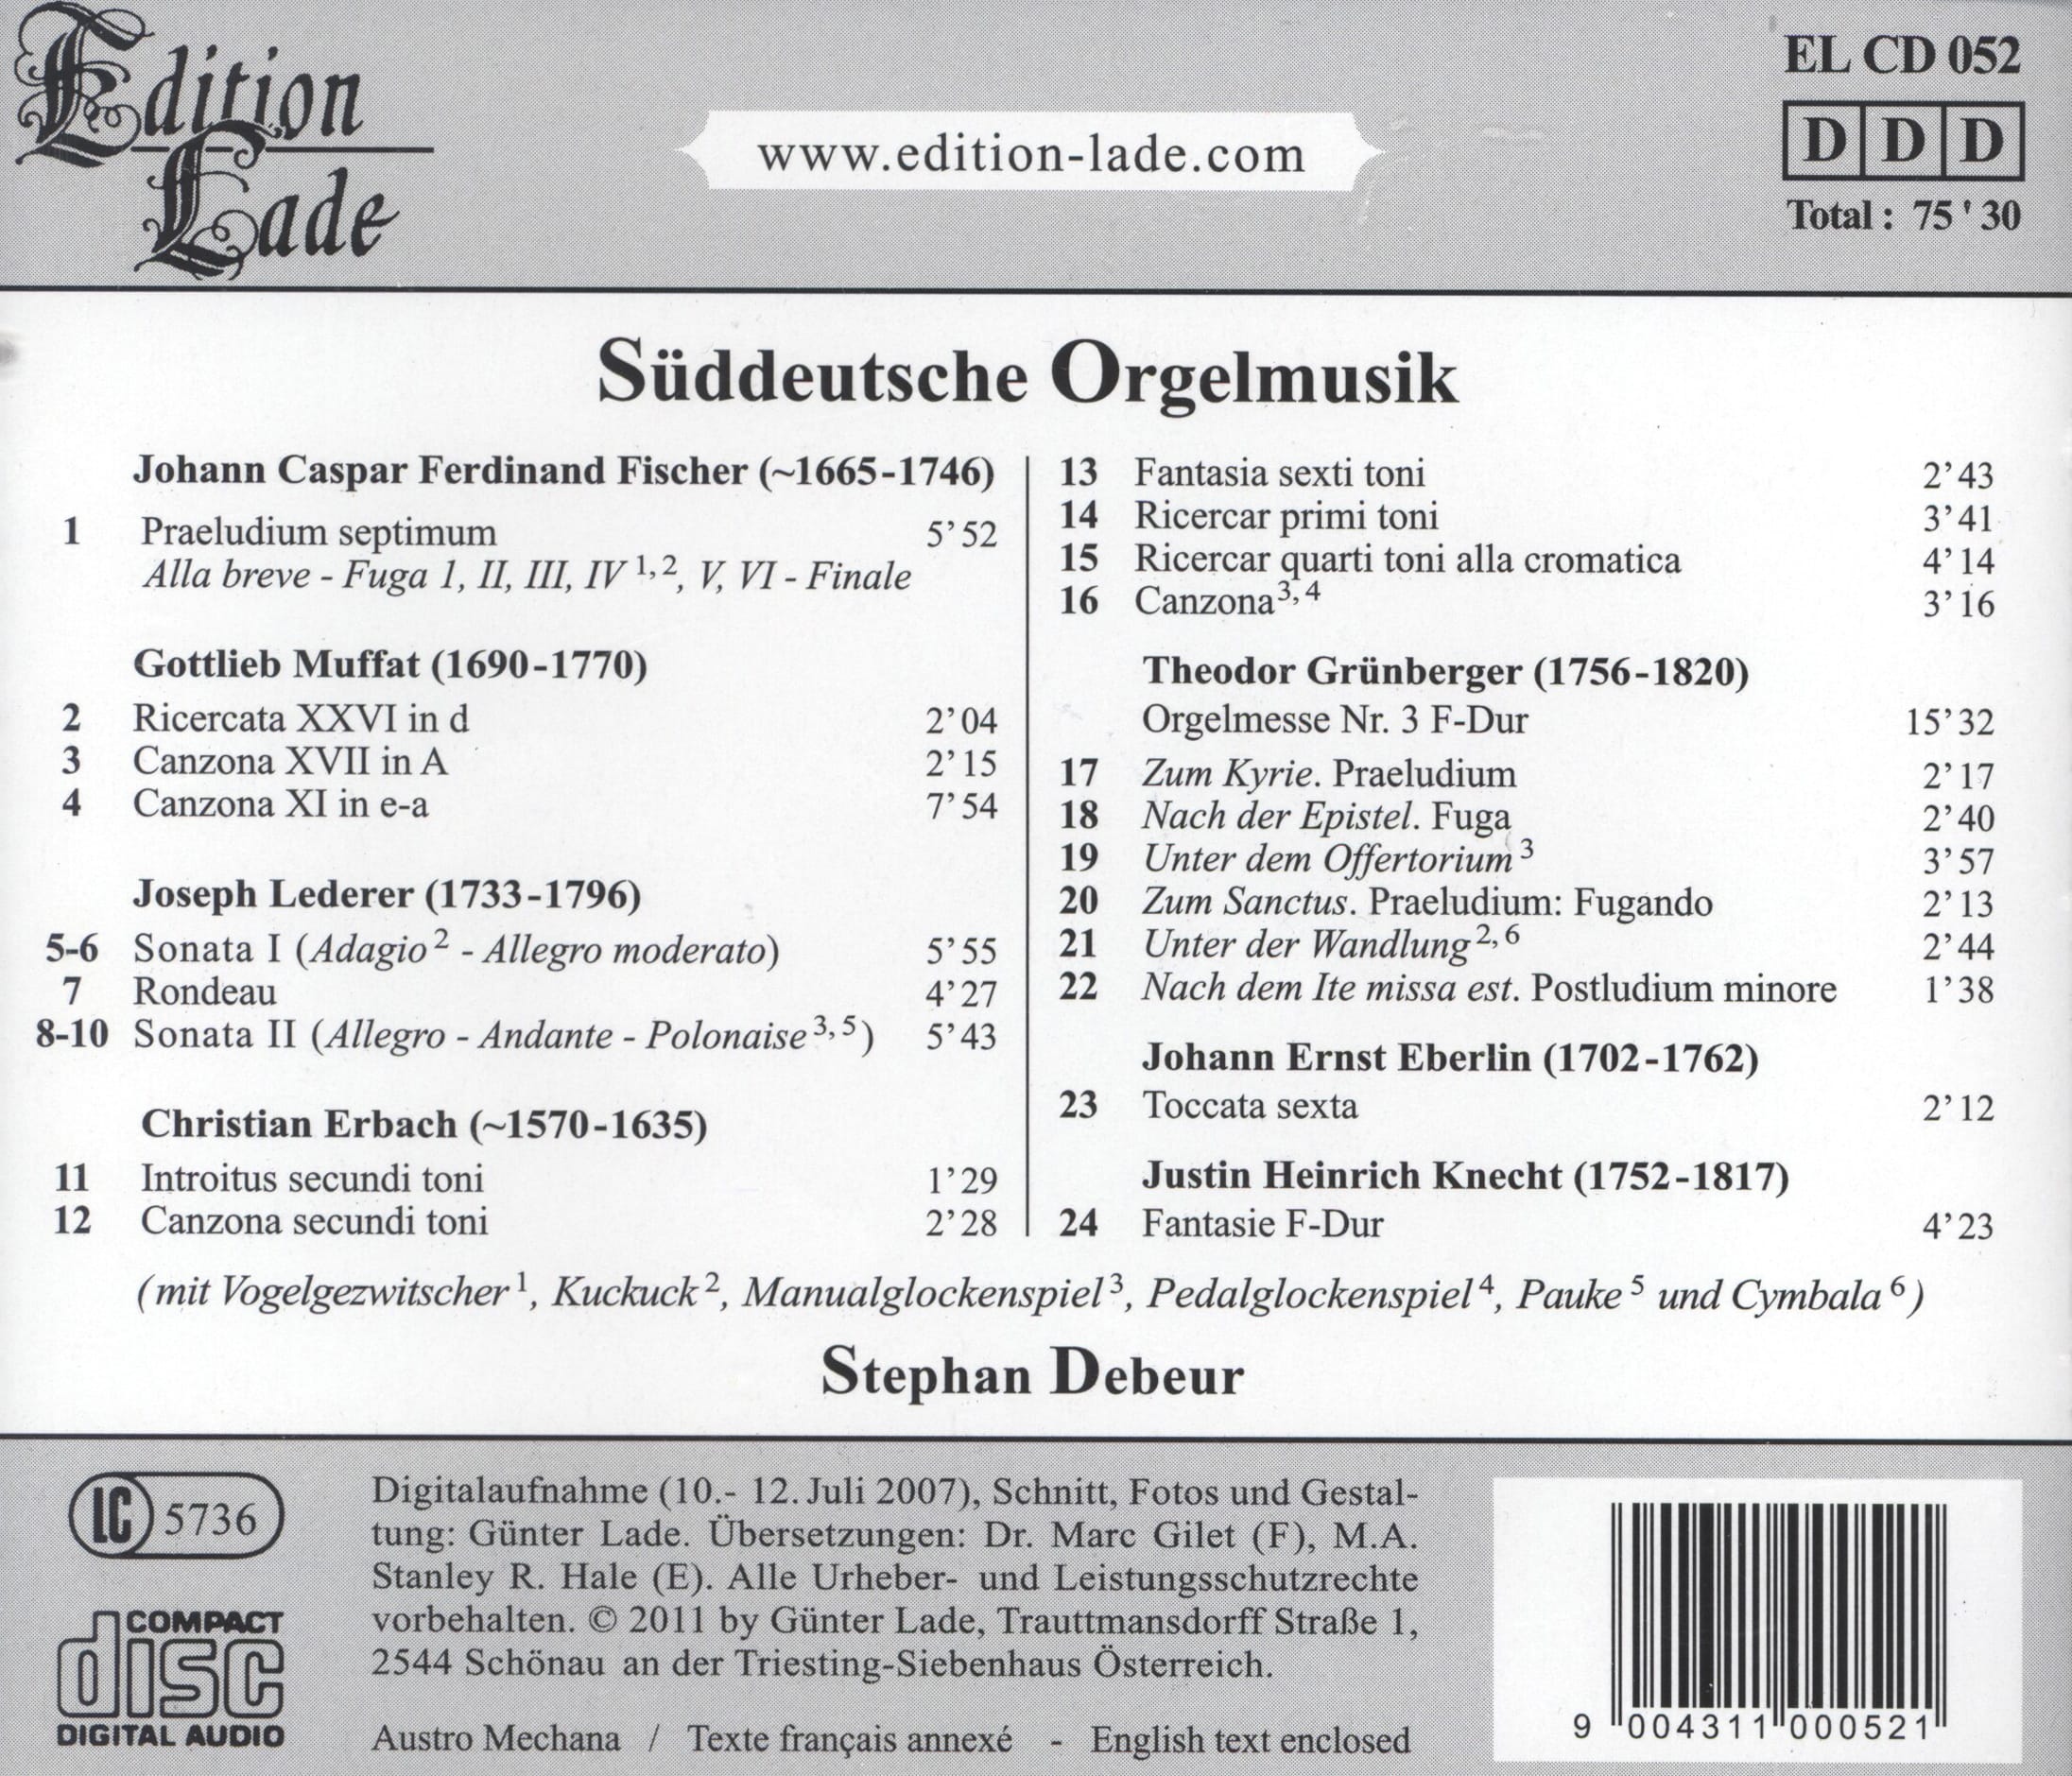 Edition
Lade
www.edition-lade.com
EL CD 052
D D D
Total : 75 ' 30
Süddeutsche Orgelmusik
Johann Caspar Ferdinand Fischer (~1665-1746)
1 Praeludium septimum 5’52
Alla breve - Fuga 1, II, III, IV 1, 2, V, VI - Finale
Gottlieb Muffat (1690-1770)
2 Ricercata XXVI in d 2’04
3 Canzona XVII in A 2’15
4 Canzona XI in e-a 7’54
Joseph Lederer (1733-1796)
5-6 Sonata I (Adagio 2 - Allegro moderato) 5’55
7 Rondeau 4’27
8-10 Sonata II (Allegro - Andante - Polonaise 3, 5) 5’43
Christian Erbach (~1570-1635)
11 Introitus secundi toni 1’29
12 Canzona secundi toni 2’28
13 Fantasia sexti toni 2’43
14 Ricercar primi toni 3’41
15 Ricercar quarti toni alla cromatica 4’14
16 Canzona 3, 4 3’16
Theodor Grünberger (1756-1820)
Orgelmesse Nr. 3 F-Dur 15’32
17 Zum Kyrie. Praeludium 2’17
18 Nach der Epistel. Fuga 2’40
19 Unter dem Offertorium 3 3’57
20 Zum Sanctus. Praeludium: Fugando 2’13
21 Unter der Wandlung 2, 6 2’44
22 Nach dem Ite missa est. Postludium minore 1’38
Johann Ernst Eberlin (1702-1762)
23 Toccata sexta 2’12
Justin Heinrich Knecht (1752-1817)
24 Fantasie F-Dur 4’23
(mit Vogelgezwitscher 1, Kuckuck 2, Manualglockenspiel 3, Pedalglockenspiel 4, Pauke 5 und Cymbala 6)
Stephan Debeur
LC 5736
COMPACT
disc
DIGITAL AUDIO
Digitalaufnahme (10.- 12. Juli 2007), Schnitt, Fotos und Gestal-
tung: Günter Lade. Übersetzungen: Dr. Marc Gilet (F), M.A.
Stanley R. Hale (E). Alle Urheber- und Leistungsschutzrechte
vorbehalten. © 2011 by Günter Lade, Trauttmansdorff Straße 1,
2544 Schönau an der Triesting-Siebenhaus Österreich.
Austro Mechana / Texte français annexé - English text enclosed
9 004311 000521